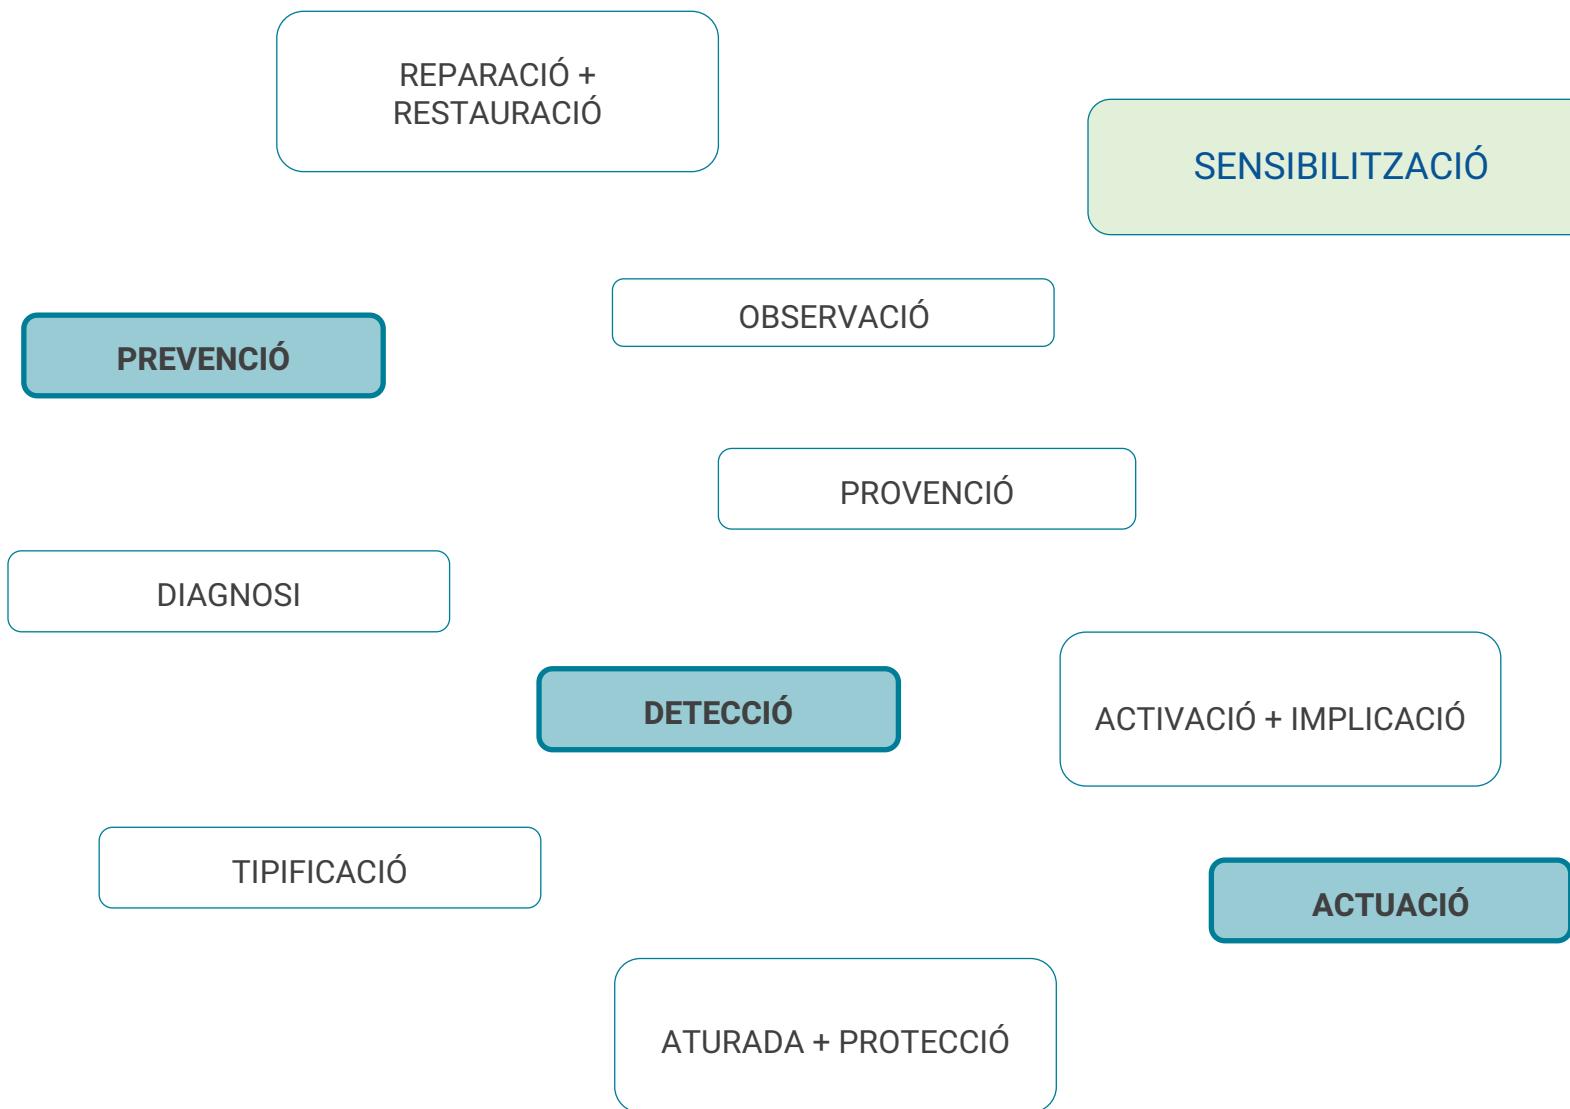 REPARACIÓ +
RESTAURACIÓ
SENSIBILITZACIÓ
OBSERVACIÓ
PREVENCIÓ
PROVENCIÓ
DIAGNOSI
DETECCIÓ
ACTIVACIÓ + IMPLICACIÓ
TIPIFICACIÓ
ACTUACIÓ
ATURADA + PROTECCIÓ